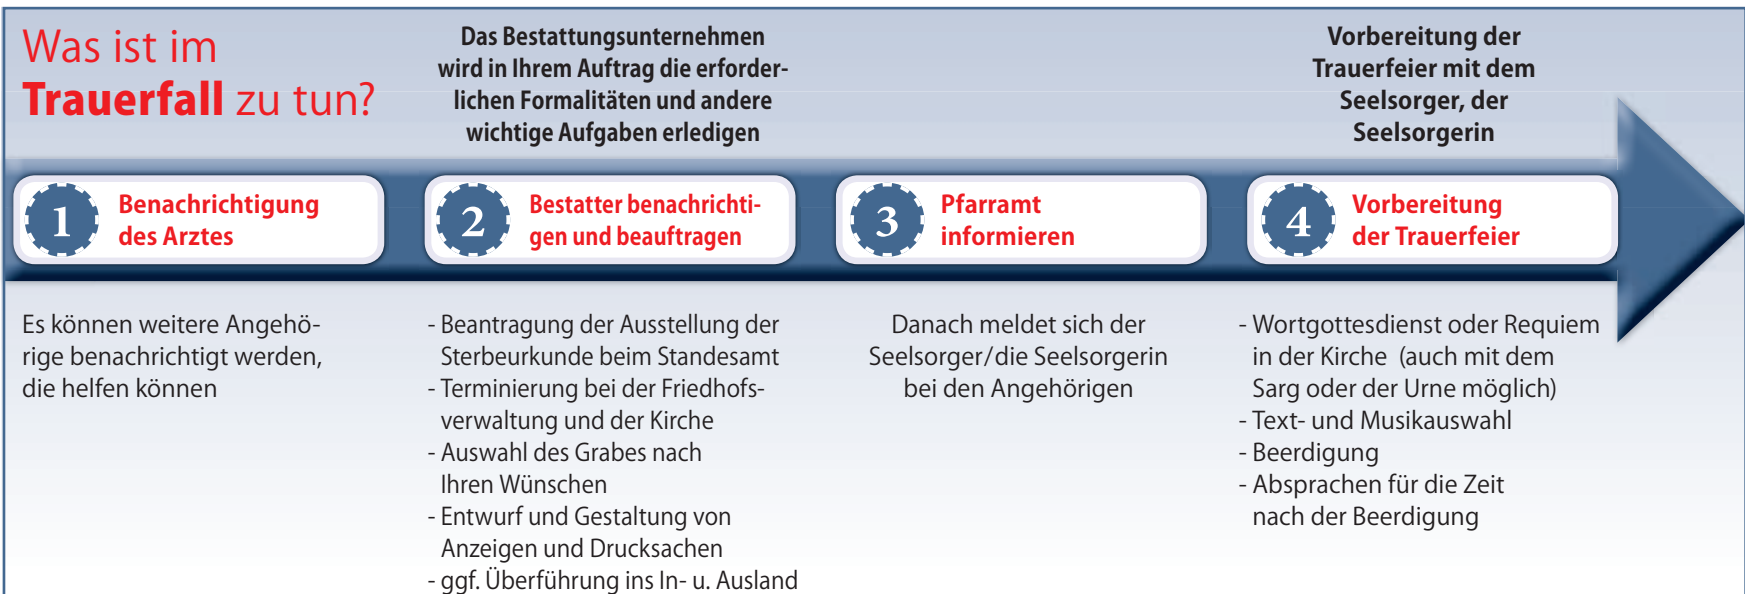 Was ist im
Trauerfall zu tun?
Das Bestattungsunternehmen
wird in Ihrem Auftrag die erforder-
lichen Formalitäten und andere
wichtige Aufgaben erledigen
Vorbereitung der
Trauerfeier mit dem
Seelsorger, der
Seelsorgerin
1
Benachrichtigung
des Arztes
2
Bestatter benachrichti-
gen und beauftragen
3
Pfarramt
informieren
4
Vorbereitung
der Trauerfeier
Es können weitere Angehö-
rige benachrichtigt werden,
die helfen können
- Beantragung der Ausstellung der
Sterbeurkunde beim Standesamt
- Terminierung bei der Friedhofs-
verwaltung und der Kirche
- Auswahl des Grabes nach
Ihren Wünschen
- Entwurf und Gestaltung von
Anzeigen und Drucksachen
- ggf. Überführung ins In- u. Ausland
Danach meldet sich der
Seelsorger/die Seelsorgerin
bei den Angehörigen
- Wortgottesdienst oder Requiem
in der Kirche (auch mit dem
Sarg oder der Urne möglich)
- Text- und Musikauswahl
- Beerdigung
- Absprachen für die Zeit
nach der Beerdigung